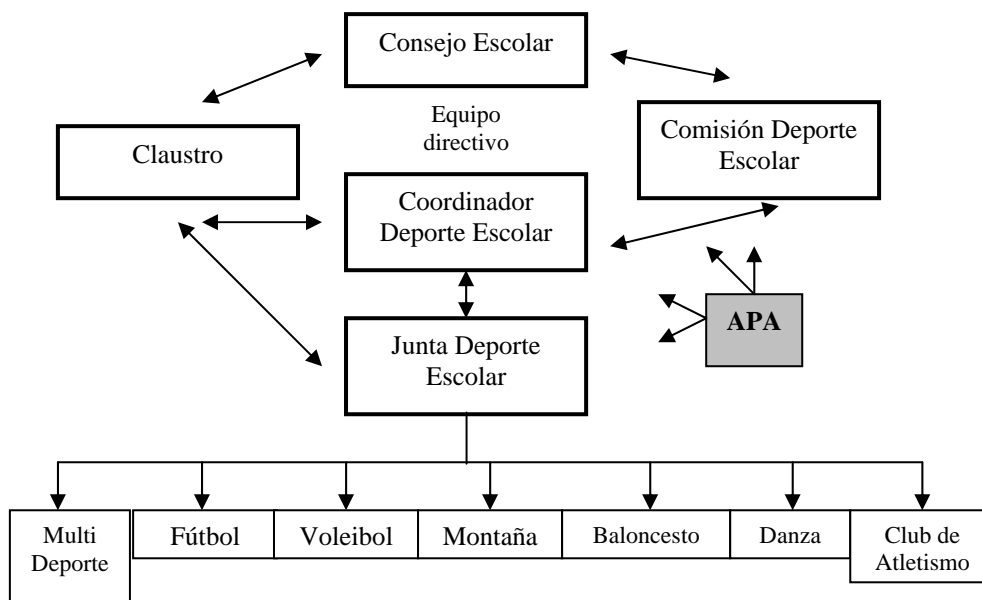 Consejo Escolar
Equipo
directivo
Claustro
Comisión Deporte
Escolar
Coordinador
Deporte Escolar
APA
Junta Deporte
Escolar
Multi
Deporte
Fútbol
Voleibol
Montaña
Baloncesto
Danza
Club de
Atletismo